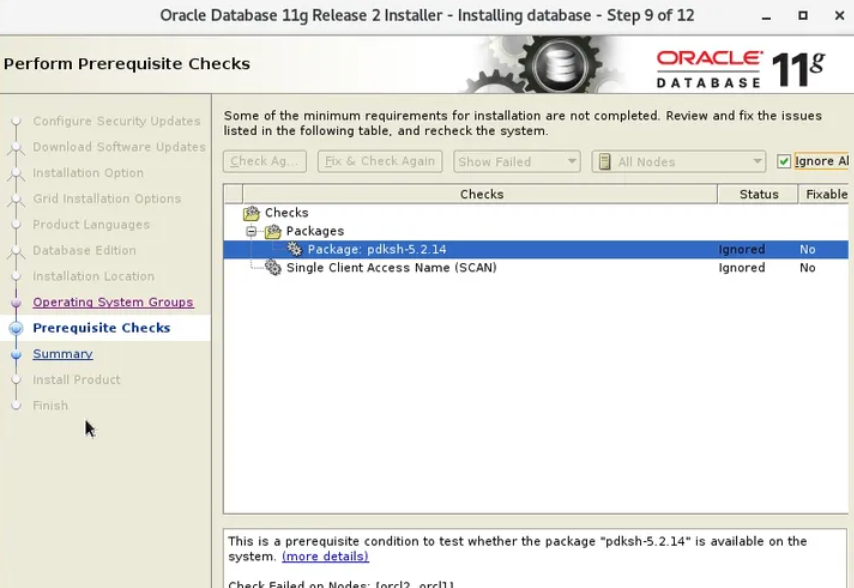 Oracle Database 11g Release 2 Installer - Installing database - Step 9 of 12
Perform Prerequisite Checks
ORACLE DATABASE 11g
Configure Security Updates
Download Software Updates
Installation Option
Grid Installation Options
Product Languages
Database Edition
Installation Location
Operating System Groups
Prerequisite Checks
Summary
Install Product
Finish
Some of the minimum requirements for installation are not completed. Review and fix the issues
listed in the following table, and recheck the system.
Check Ag... Fix & Check Again Show Failed All Nodes Ignore Al
Checks Status Fixable
Checks
Packages
Package: pdksh-5.2.14 Ignored No
Single Client Access Name (SCAN) Ignored No
This is a prerequisite condition to test whether the package "pdksh-5.2.14" is available on the
system. (more details)
Check Failed on Nodes: [orcl2, orcl1]